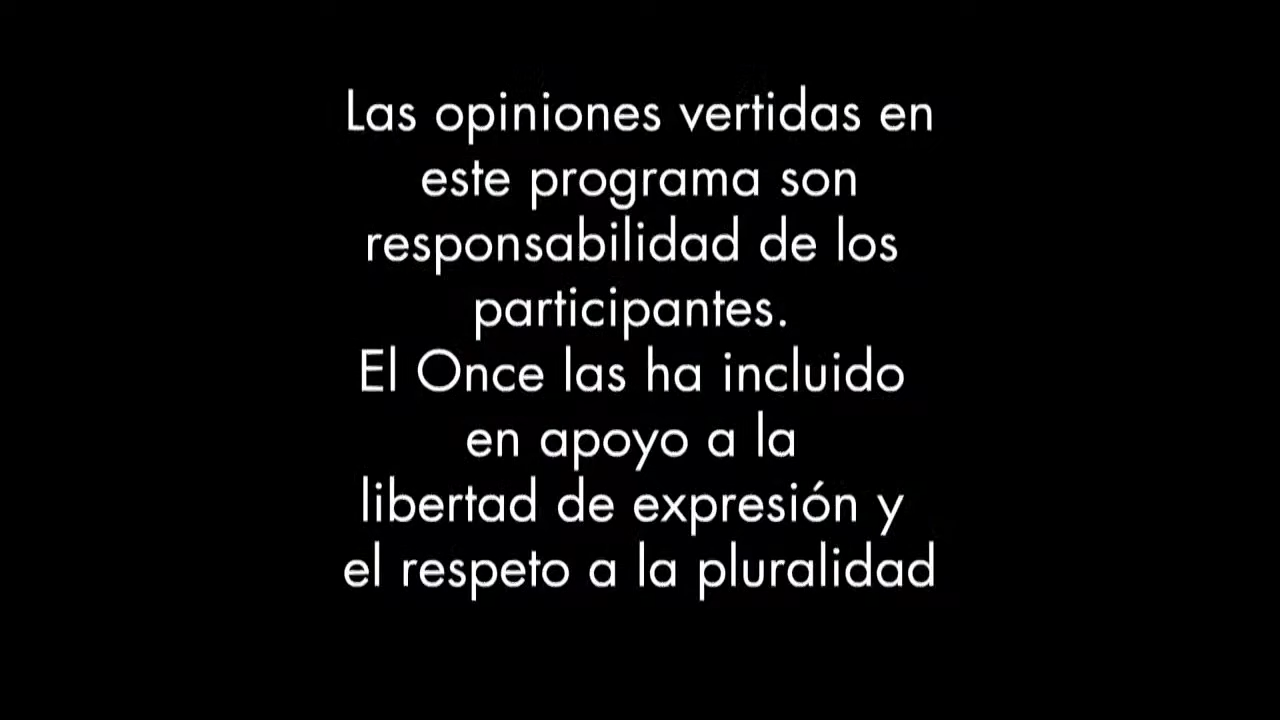 Las opiniones vertidas en
este programa son
responsabilidad de los
participantes.
El Once las ha incluido
en apoyo a la
libertad de expresión y
el respeto a la pluralidad